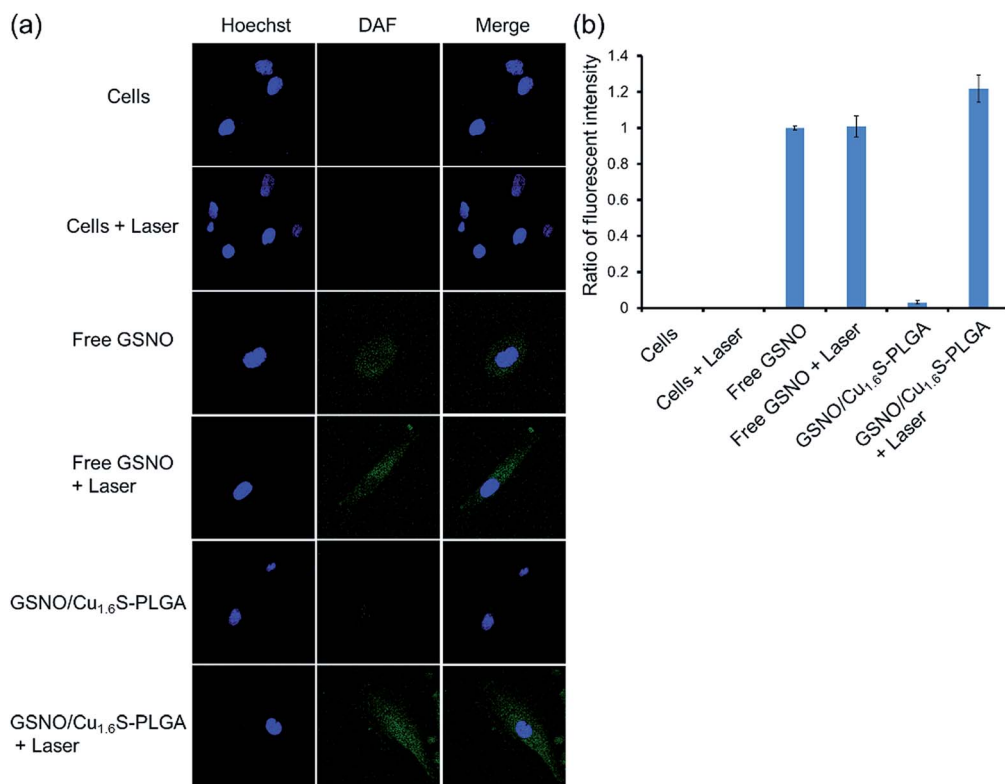 (a)
Hoechst DAF Merge
Cells
Cells + Laser
Free GSNO
Free GSNO
+ Laser
GSNO/Cu1.6S-PLGA
GSNO/Cu1.6S-PLGA
+ Laser
(b)
Ratio of fluorescent intensity
1.4
1.2
1
0.8
0.6
0.4
0.2
0
Cells
Cells + Laser
Free GSNO
Free GSNO + Laser
GSNO/Cu1.6S-PLGA
GSNO/Cu1.6S-PLGA
+ Laser